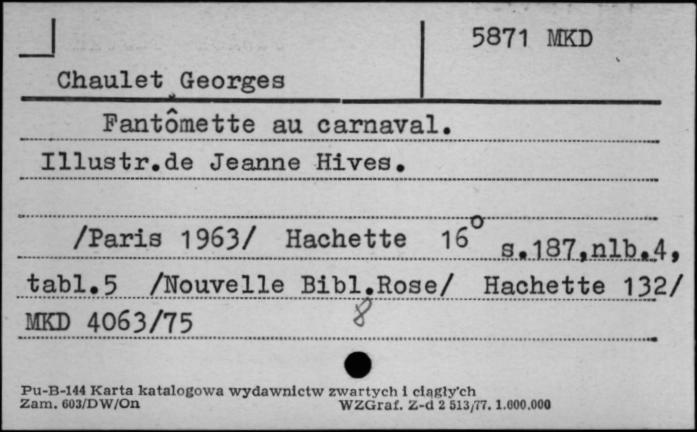 5871 MKD
Chaulet Georges
Fantômette au carnaval.
Illustr.de Jeanne Hives.
/Paris 1963/ Hachette 16° s.187,nlb.4,
tabl.5 /Nouvelle Bibl.Rose/ Hachette 132/
MKD 4063/75 8
Pu-B-144 Karta katalogowa wydawnictw zwartych i ciągły'ch
Zam. 603/DW/On WZGraf. Z-d 2 513/77. 1.000.000